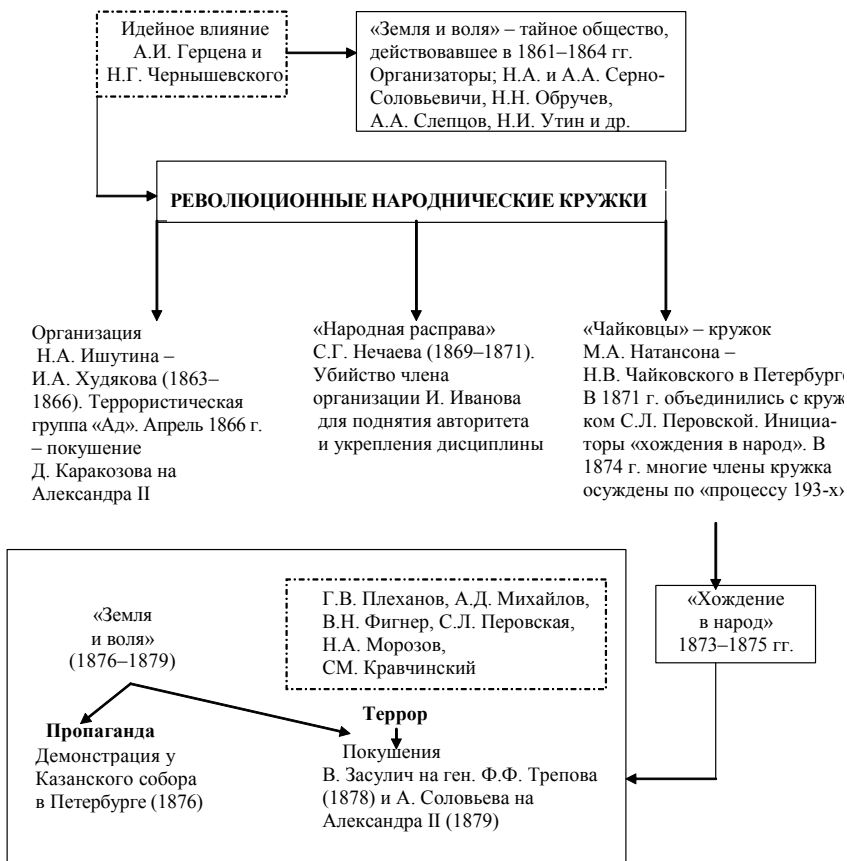 Идейное влияние
А.И. Герцена и
Н.Г. Чернышевского
«Земля и воля» – тайное общество,
действовавшее в 1861–1864 гг.
Организаторы; Н.А. и А.А. Серно-
Соловьевичи, Н.Н. Обручев,
А.А. Слепцов, Н.И. Утин и др.
РЕВОЛЮЦИОННЫЕ НАРОДНИЧЕСКИЕ КРУЖКИ
Организация
Н.А. Ишутина –
И.А. Худякова (1863–
1866). Террористическая
группа «Ад». Апрель 1866 г.
– покушение
Д. Каракозова на
Александра II
«Народная расправа»
С.Г. Нечаева (1869–1871).
Убийство члена
организации И. Иванова
для поднятия авторитета
и укрепления дисциплины
«Чайковцы» – кружок
М.А. Натансона –
Н.В. Чайковского в Петербурге
В 1871 г. объединились с круж
ком С.Л. Перовской. Инициа-
торы «хождения в народ». В
1874 г. многие члены кружка
осуждены по «процессу 193-х»
«Хождение
в народ»
1873–1875 гг.
«Земля
и воля»
(1876–1879)
Г.В. Плеханов, А.Д. Михайлов,
В.Н. Фигнер, С.Л. Перовская,
Н.А. Морозов,
СМ. Кравчинский
Пропаганда
Демонстрация у
Казанского собора
в Петербурге (1876)
Террор
Покушения
В. Засулич на ген. Ф.Ф. Трепова
(1878) и А. Соловьева на
Александра II (1879)